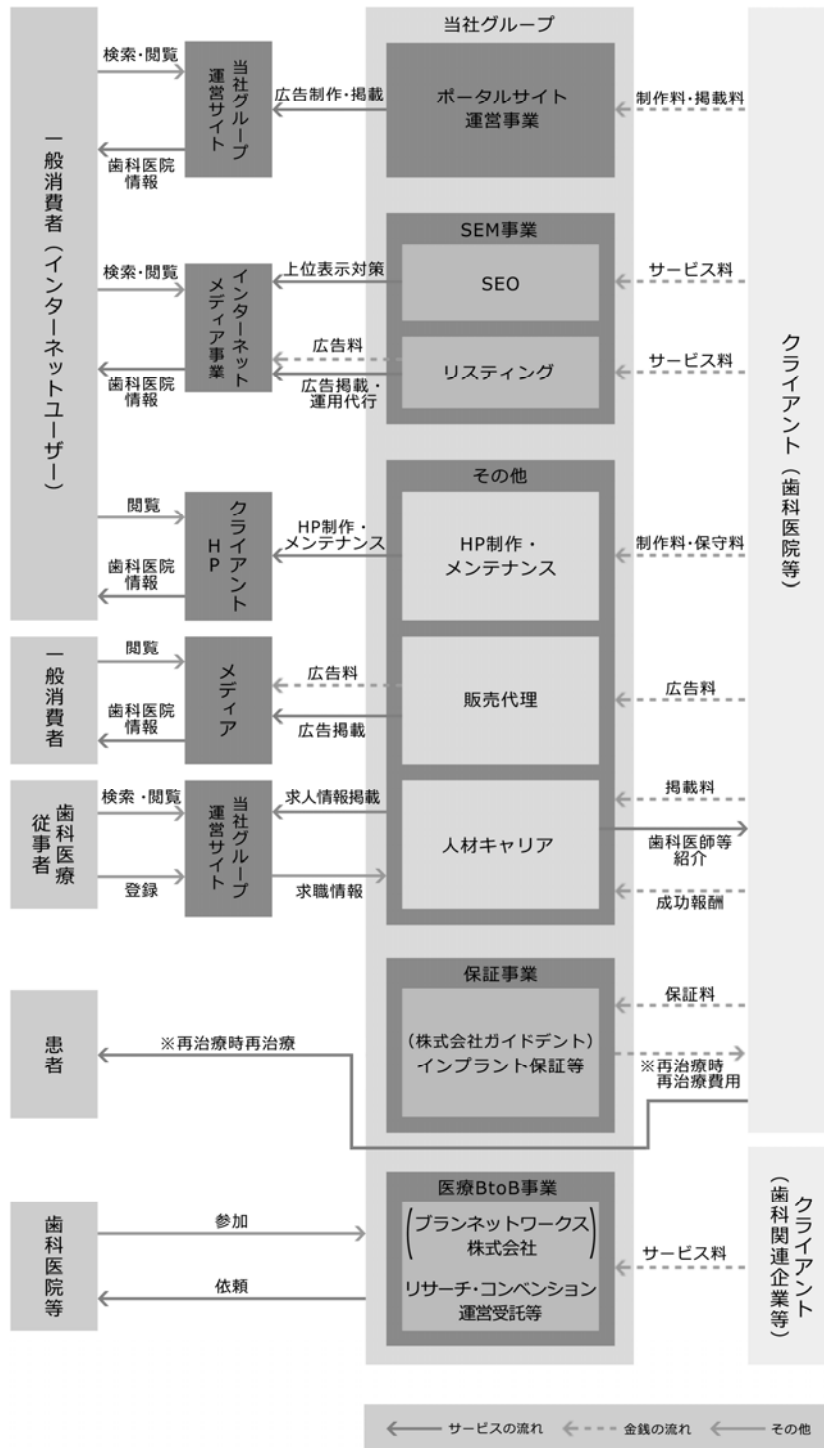 当社グループ
一般消費者（インターネットユーザー）
検索・閲覧
歯科医院
情報
当社グループ
運営サイト
広告制作・掲載
ポータルサイト
運営事業
制作料・掲載料
クライアント（歯科医院等）
SEM事業
検索・閲覧
歯科医院
情報
インターネット
メディア事業
上位表示対策
SEO
サービス料
広告料
広告掲載・
運用代行
リスティング
サービス料
その他
閲覧
歯科医院
情報
クライアント
HP
HP制作・
メンテナンス
HP制作・
メンテナンス
制作料・保守料
一般消費者
閲覧
歯科医院
情報
メディア
広告料
広告掲載
販売代理
広告料
歯科医療
従事者
検索・閲覧
登録
当社グループ
運営サイト
求人情報掲載
求職情報
人材キャリア
掲載料
歯科医師等
紹介
成功報酬
保証事業
患者
※再治療時再治療
（株式会社ガイドデント）
インプラント保証等
保証料
※再治療時
再治療費用
医療BtoB事業
歯科医院等
参加
依頼
（ブランネットワークス
株式会社）
リサーチ・コンベンション
運営受託等
サービス料
クライアント
（歯科関連企業等）
サービスの流れ
金銭の流れ
その他